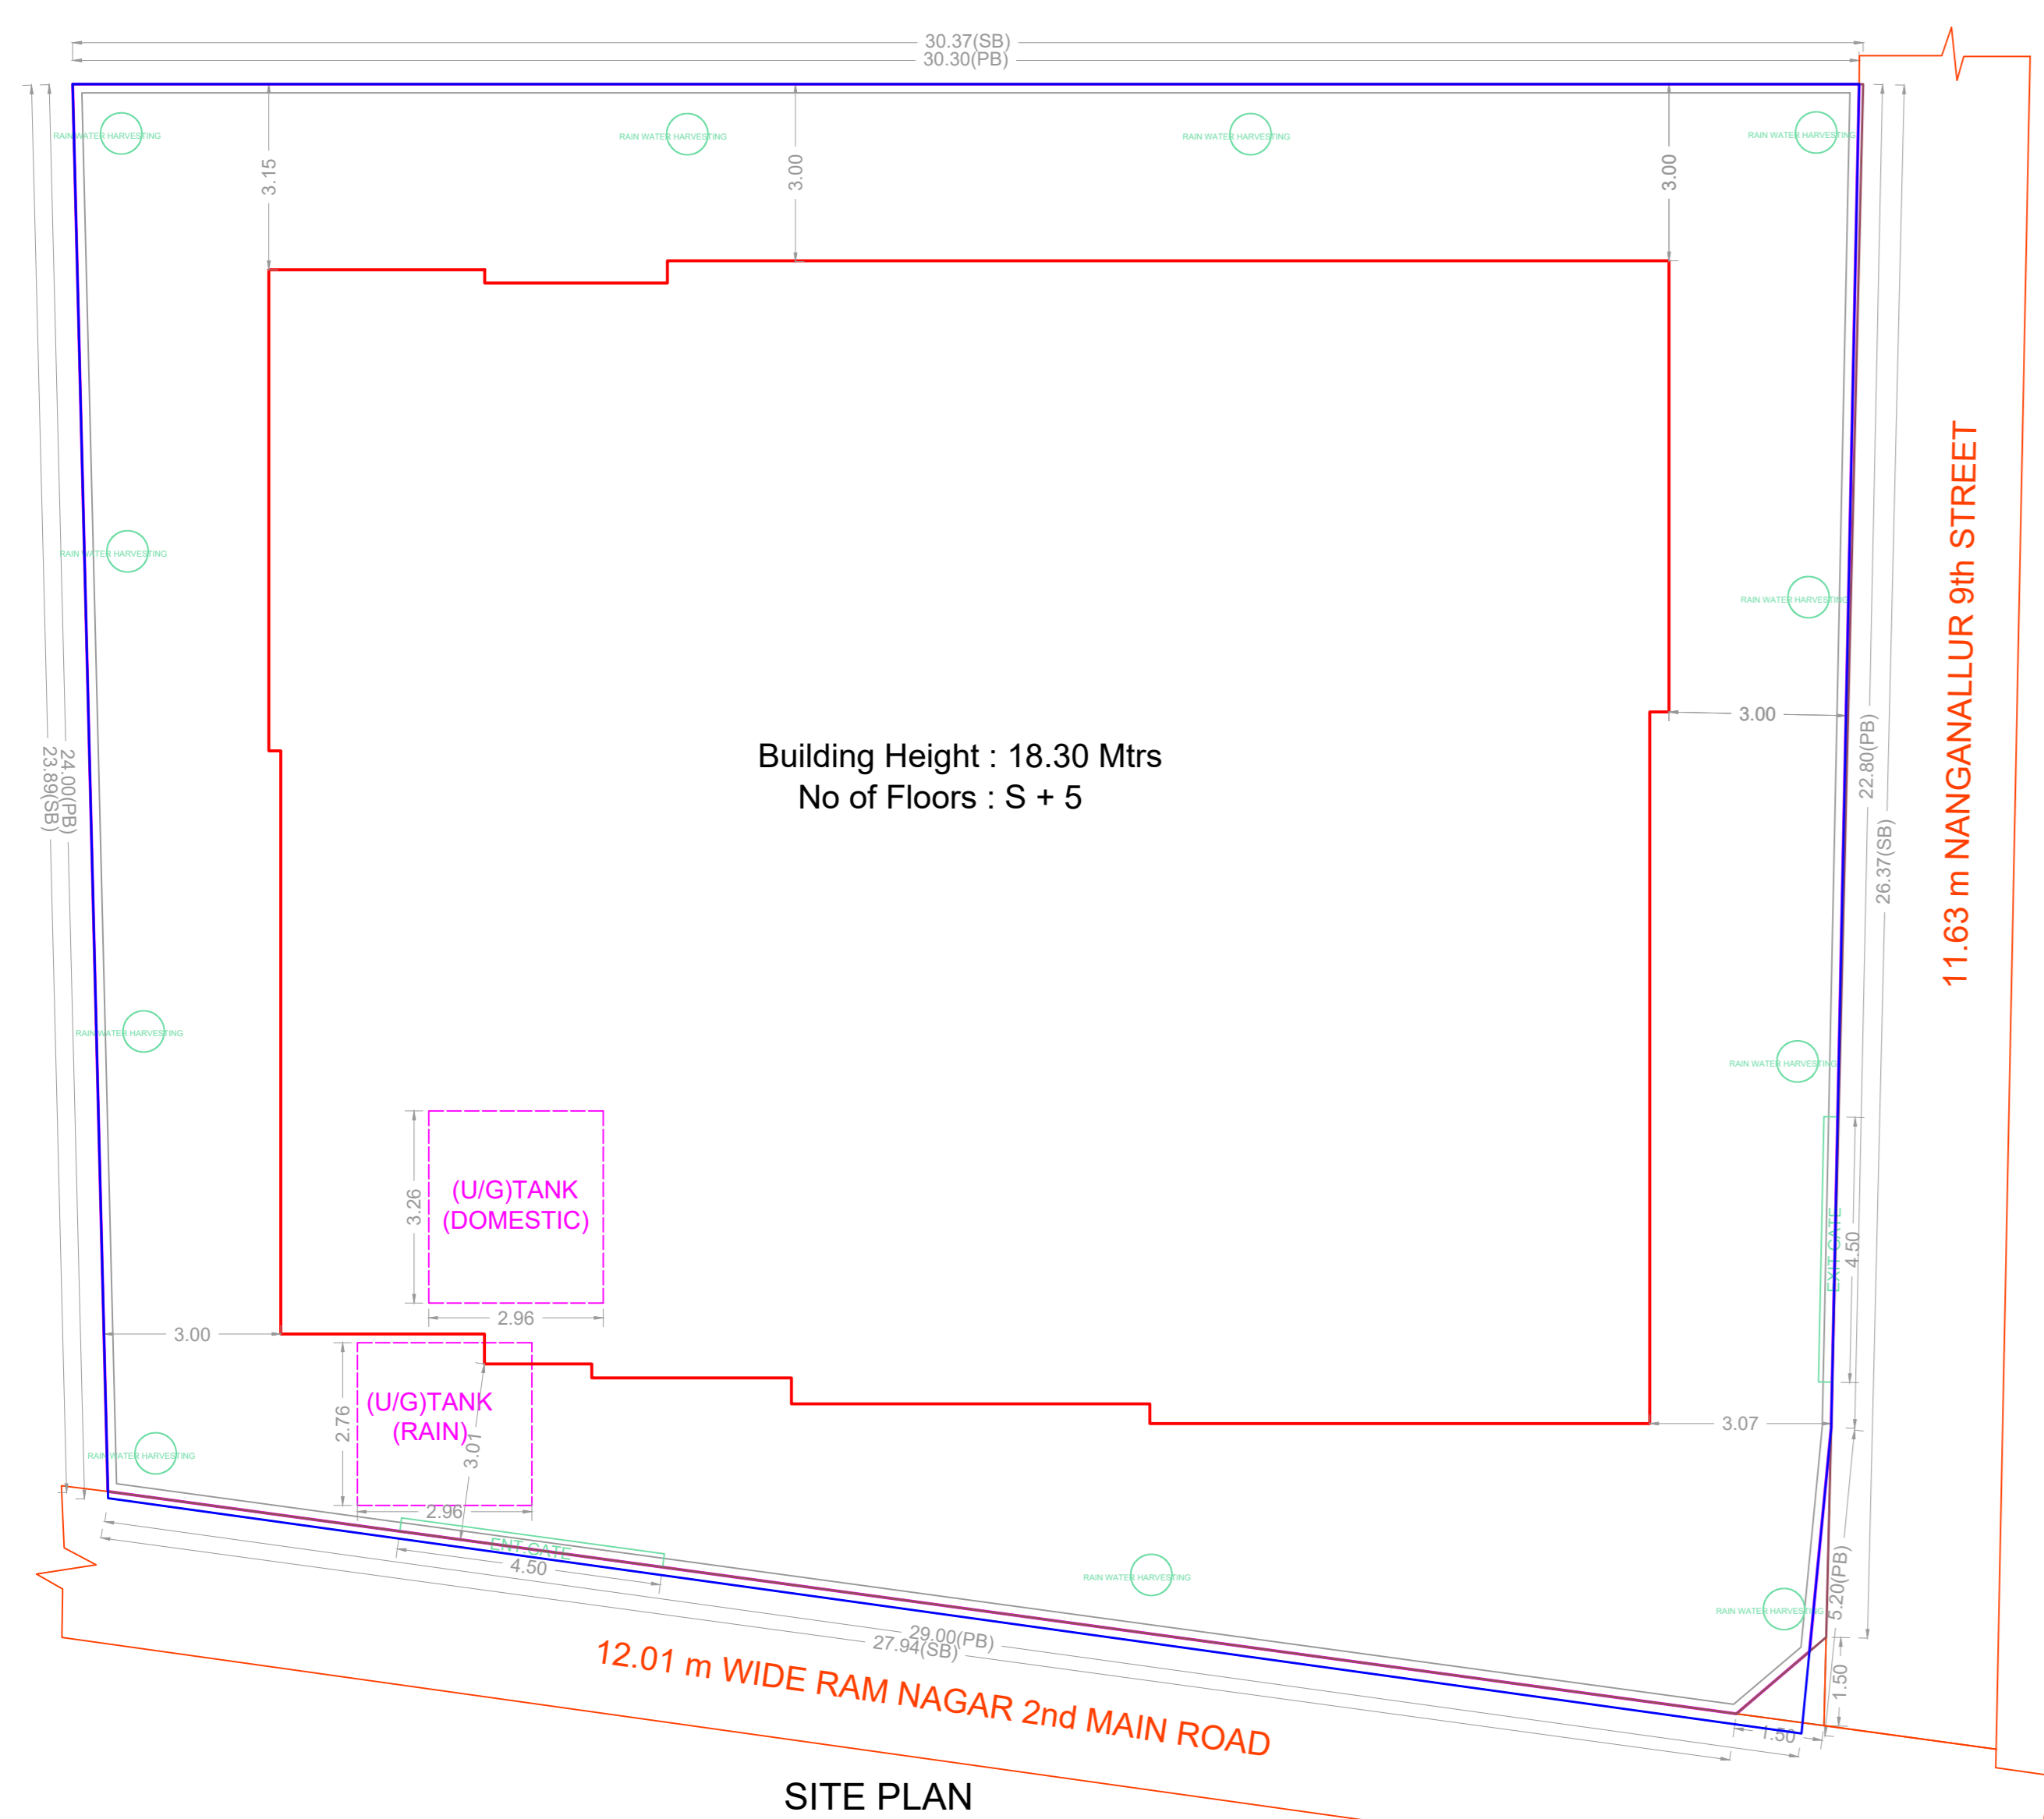 30.37(SB)
30.30(PB)
RAIN WATER HARVESTING
RAIN WATER HARVESTING
RAIN WATER HARVESTING
RAIN WATER HARVESTING
3.15
3.00
3.00
RAIN WATER HARVESTING
RAIN WATER HARVESTING
11.63 m NANGANALLUR 9th STREET
3.00
22.80(PB)
26.37(SB)
Building Height : 18.30 Mtrs
No of Floors : S + 5
24.00(PB)
23.89(SB)
RAIN WATER HARVESTING
RAIN WATER HARVESTING
3.26
(U/G)TANK
(DOMESTIC)
2.96
EXIT GATE
4.50
3.00
2.76
(U/G)TANK
(RAIN)
3.01
2.96
3.07
RAIN WATER HARVESTING
ENT.GATE
4.50
RAIN WATER HARVESTING
RAIN WATER HARVESTING
5.20(PB)
1.50
1.50
29.00(PB)
27.94(SB)
12.01 m WIDE RAM NAGAR 2nd MAIN ROAD
SITE PLAN